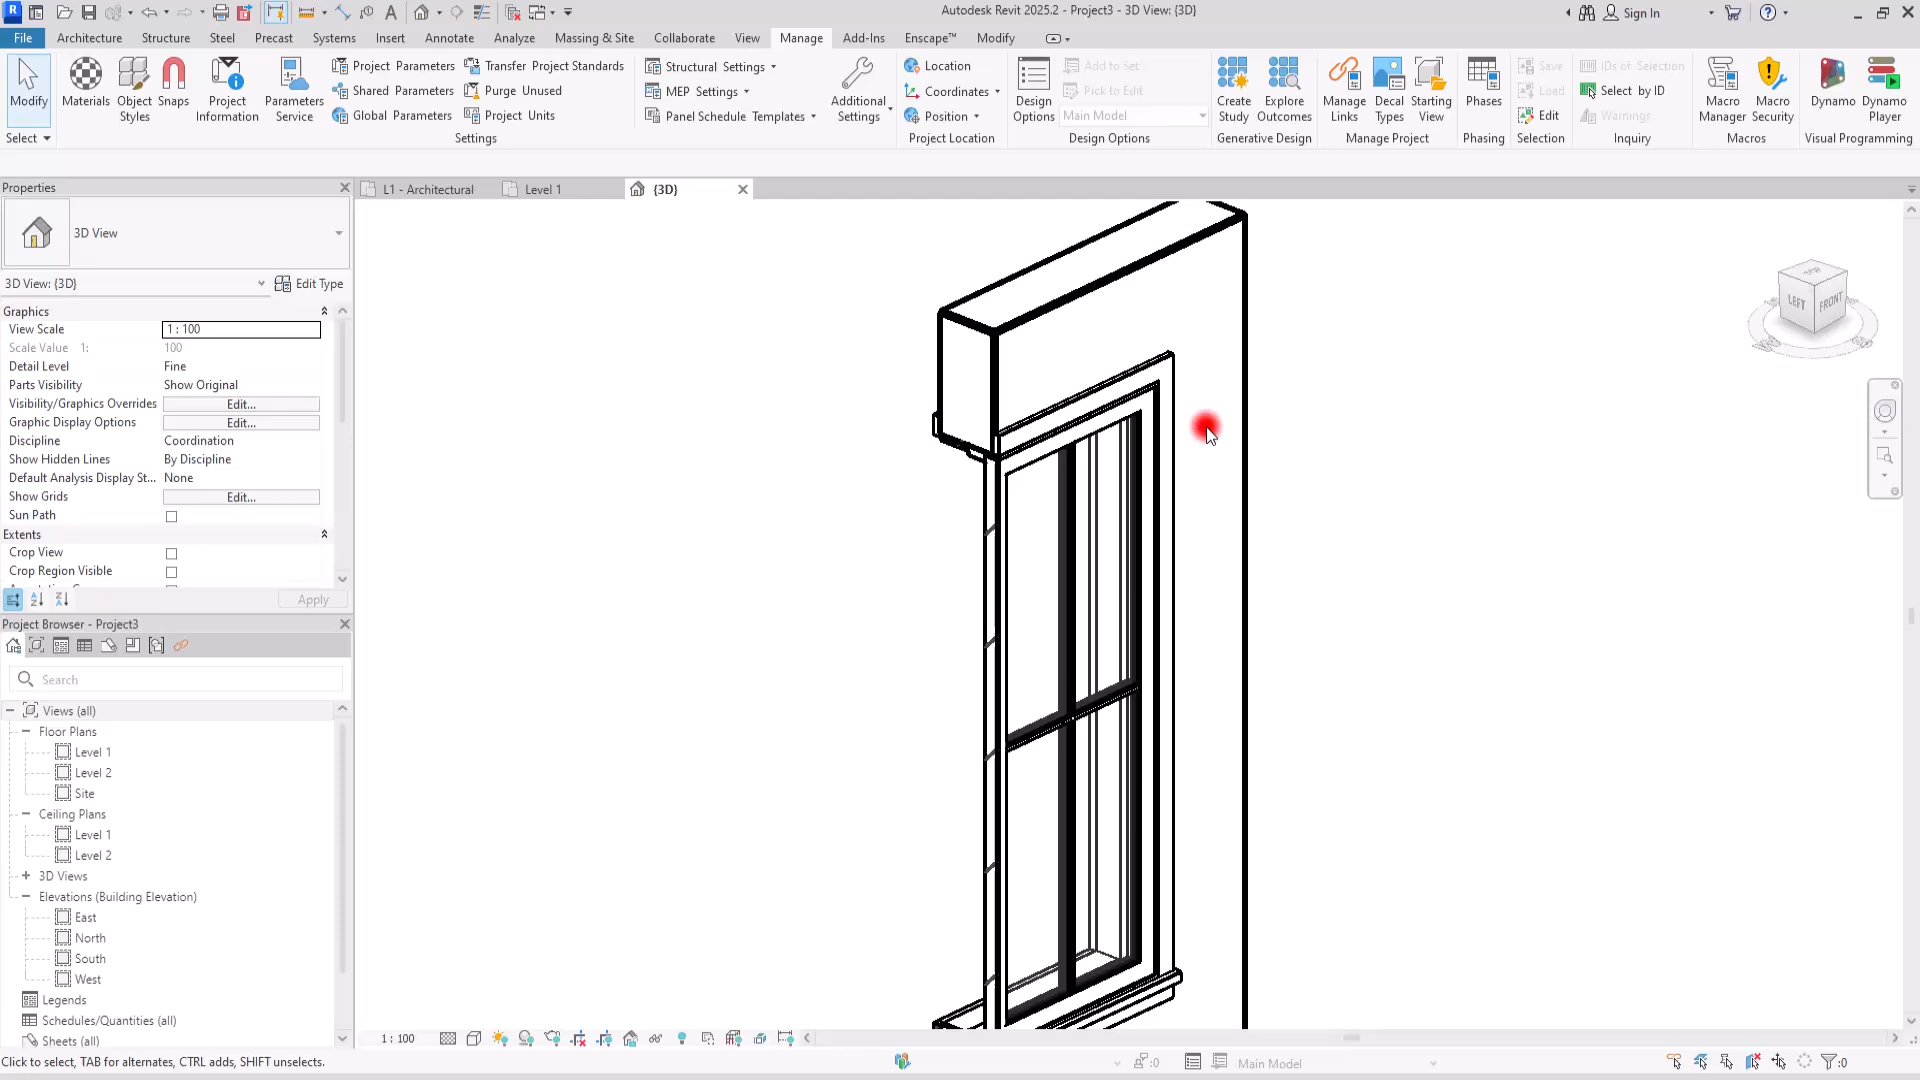 Autodesk Revit 2025.2 - Project3 - 3D View: {3D}
Sign In
File Architecture Structure Steel Precast Systems Insert Annotate Analyze Massing & Site Collaborate View Manage Add-Ins Enscape™ Modify
Modify
Select
Materials
Object Styles
Snaps
Project Information
Parameters Service
Project Parameters
Shared Parameters
Global Parameters
Transfer Project Standards
Purge Unused
Project Units
Settings
Structural Settings
MEP Settings
Panel Schedule Templates
Additional Settings
Location
Coordinates
Position
Project Location
Design Options
Add to Set
Pick to Edit
Main Model
Design Options
Create Study
Explore Outcomes
Generative Design
Manage Links
Decal Types
Starting View
Manage Project
Phases
Phasing
Save
Load
Edit
Selection
IDs of Selection
Select by ID
Warnings
Inquiry
Macro Manager
Macro Security
Macros
Dynamo
Dynamo Player
Visual Programming
Properties
3D View
3D View: {3D}
Edit Type
Graphics
View Scale 1 : 100
Scale Value 1: 100
Detail Level Fine
Parts Visibility Show Original
Visibility/Graphics Overrides Edit...
Graphic Display Options Edit...
Discipline Coordination
Show Hidden Lines By Discipline
Default Analysis Display St... None
Show Grids Edit...
Sun Path
Extents
Crop View
Crop Region Visible
Apply
Project Browser - Project3
Search
Views (all)
Floor Plans
Level 1
Level 2
Site
Ceiling Plans
Level 1
Level 2
3D Views
Elevations (Building Elevation)
East
North
South
West
Legends
Schedules/Quantities (all)
Sheets (all)
L1 - Architectural
Level 1
{3D}
LEFT
FRONT
1 : 100
Click to select, TAB for alternates, CTRL adds, SHIFT unselects.
:0
Main Model
:0